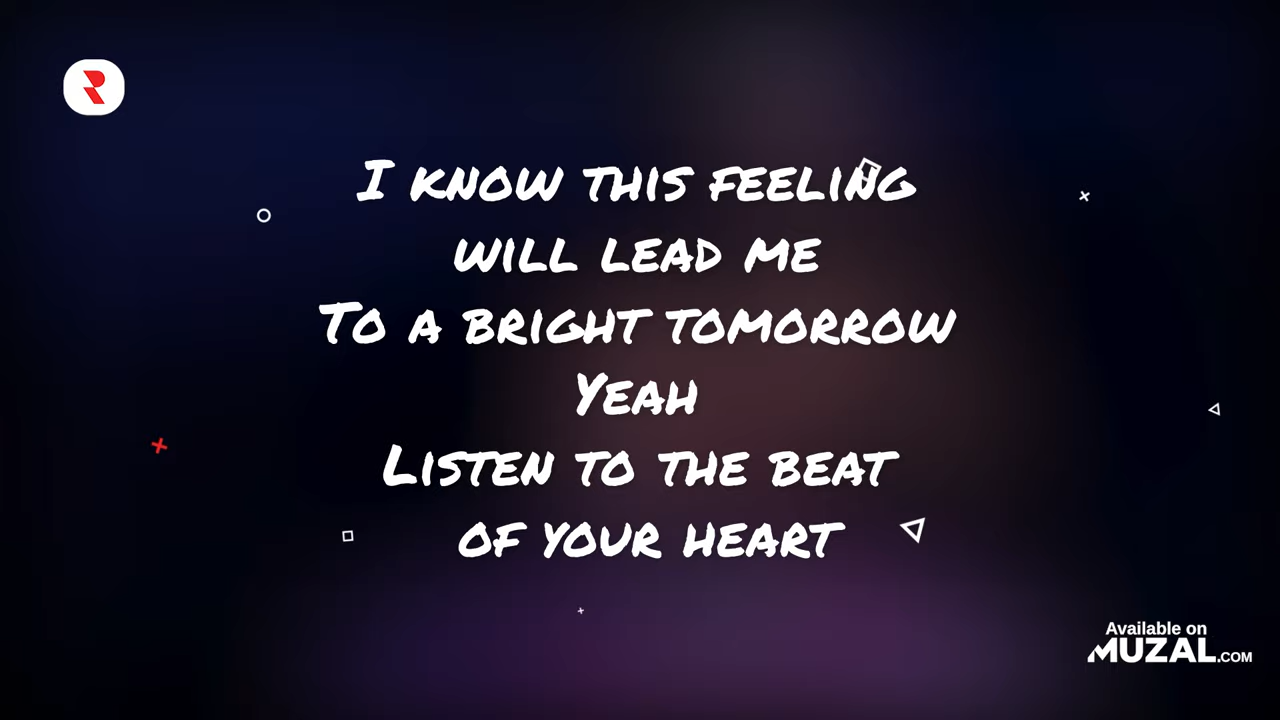 R
I KNOW THIS FEELING
WILL LEAD ME
TO A BRIGHT TOMORROW
YEAH
LISTEN TO THE BEAT
OF YOUR HEART
Available on
MUZAL.COM